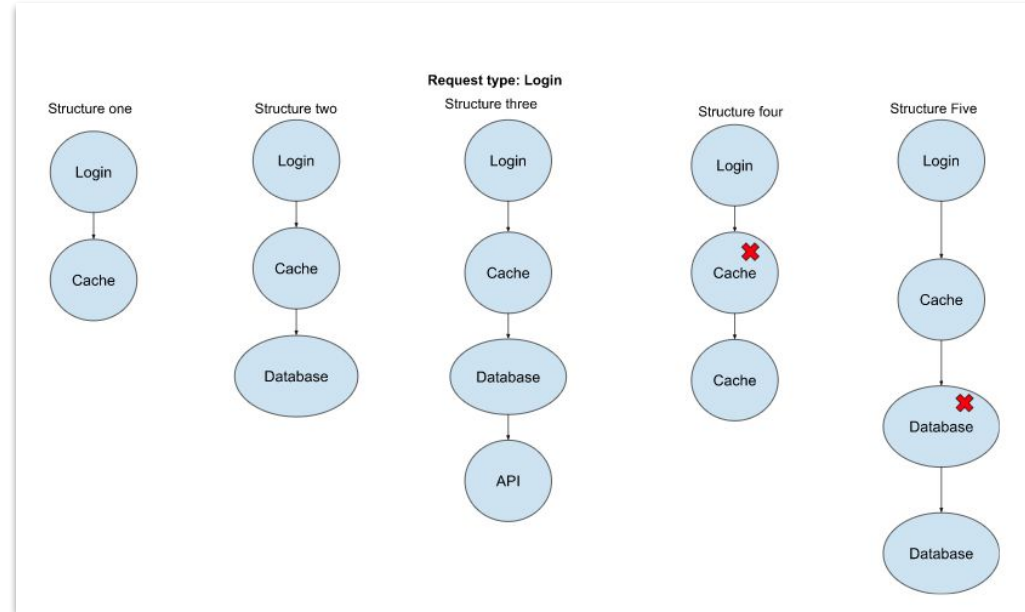 Request type: Login
Structure one
Login
Cache
Structure two
Login
Cache
Database
Structure three
Login
Cache
Database
API
Structure four
Login
Cache
Cache
Structure Five
Login
Cache
Database
Database